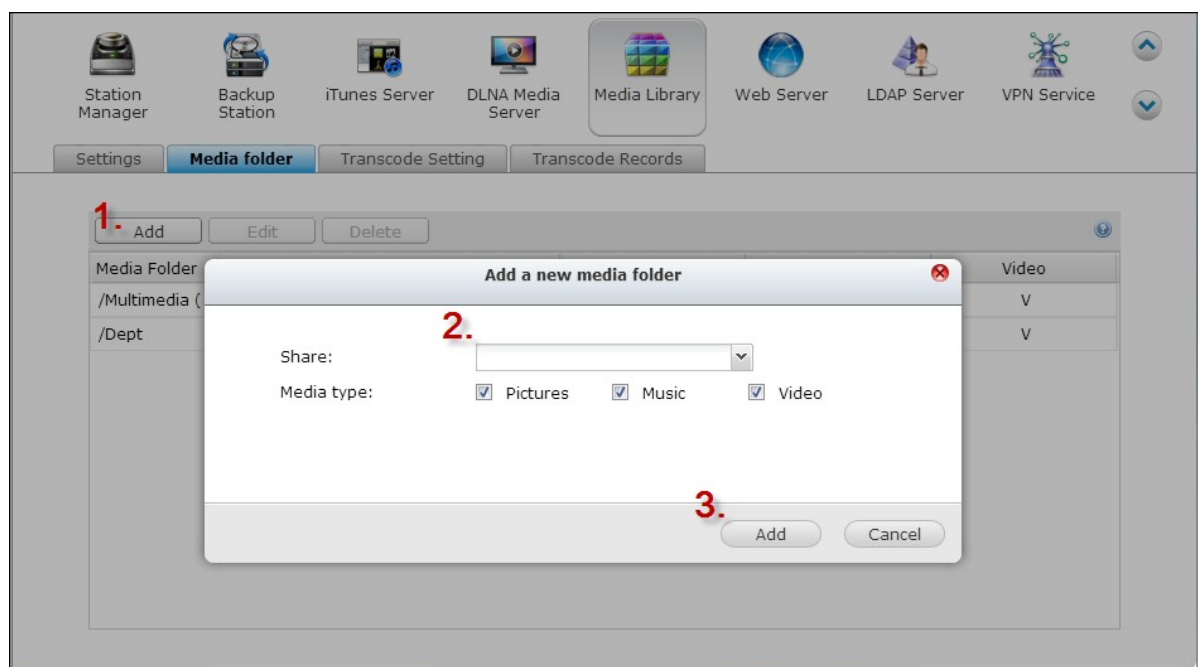 Station Manager
Backup Station
iTunes Server
DLNA Media Server
Media Library
Web Server
LDAP Server
VPN Service
Settings
Media folder
Transcode Setting
Transcode Records
1.
Add
Edit
Delete
Media Folder
Video
/Multimedia (
V
/Dept
V
Add a new media folder
2.
Share:
Media type:
Pictures
Music
Video
3.
Add
Cancel